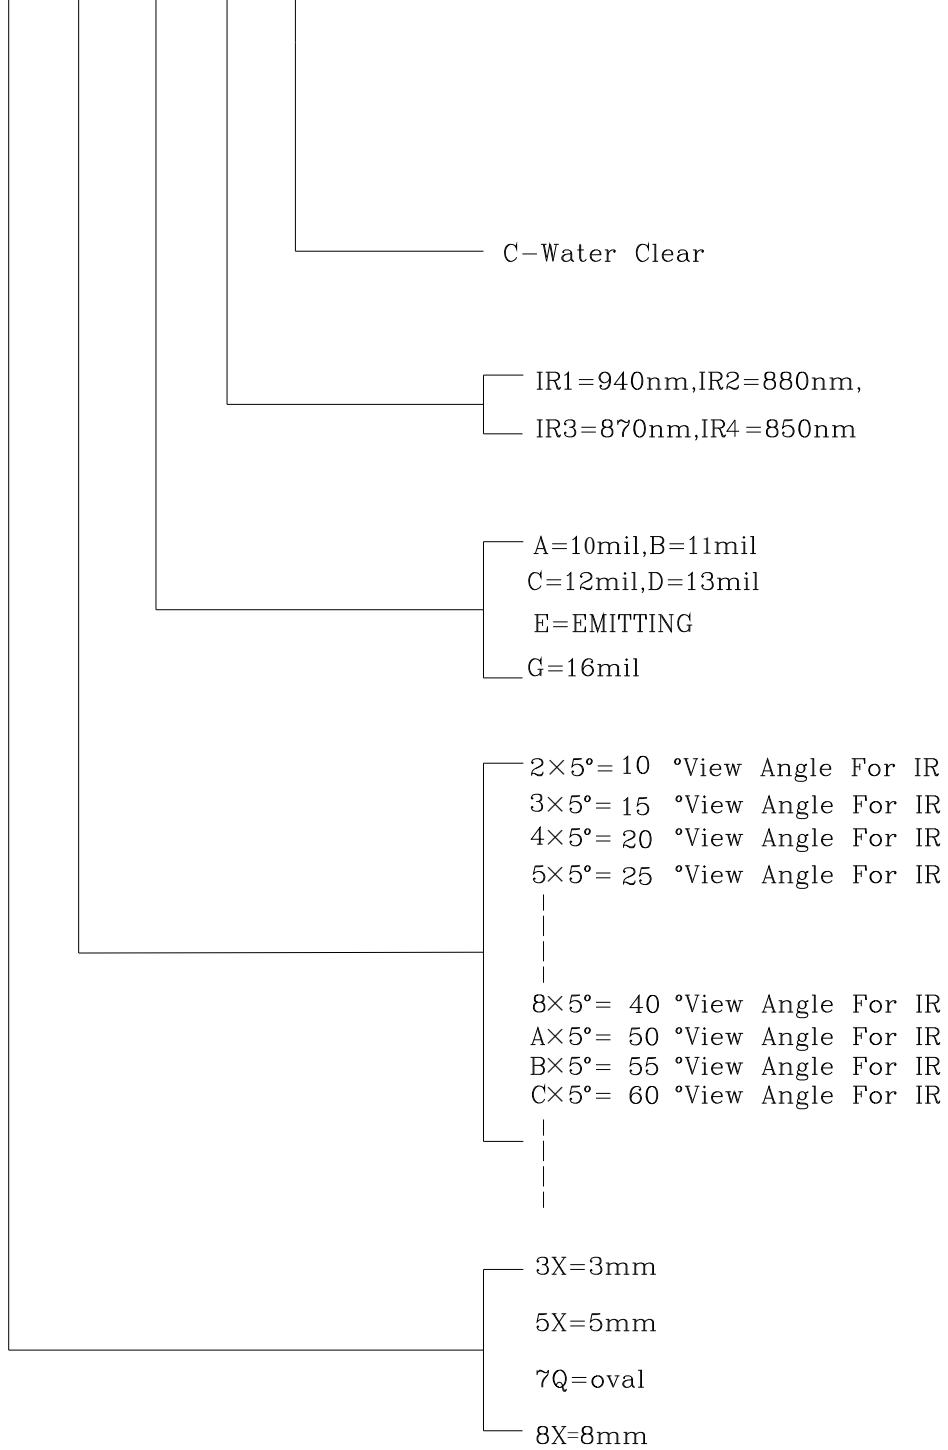 C-Water Clear
IR1=940nm,IR2=880nm,
IR3=870nm,IR4=850nm
A=10mil,B=11mil
C=12mil,D=13mil
E=EMITTING
G=16mil
2×5°= 10 °View Angle For IR
3×5°= 15 °View Angle For IR
4×5°= 20 °View Angle For IR
5×5°= 25 °View Angle For IR
8×5°= 40 °View Angle For IR
A×5°= 50 °View Angle For IR
B×5°= 55 °View Angle For IR
C×5°= 60 °View Angle For IR
3X=3mm
5X=5mm
7Q=oval
8X=8mm